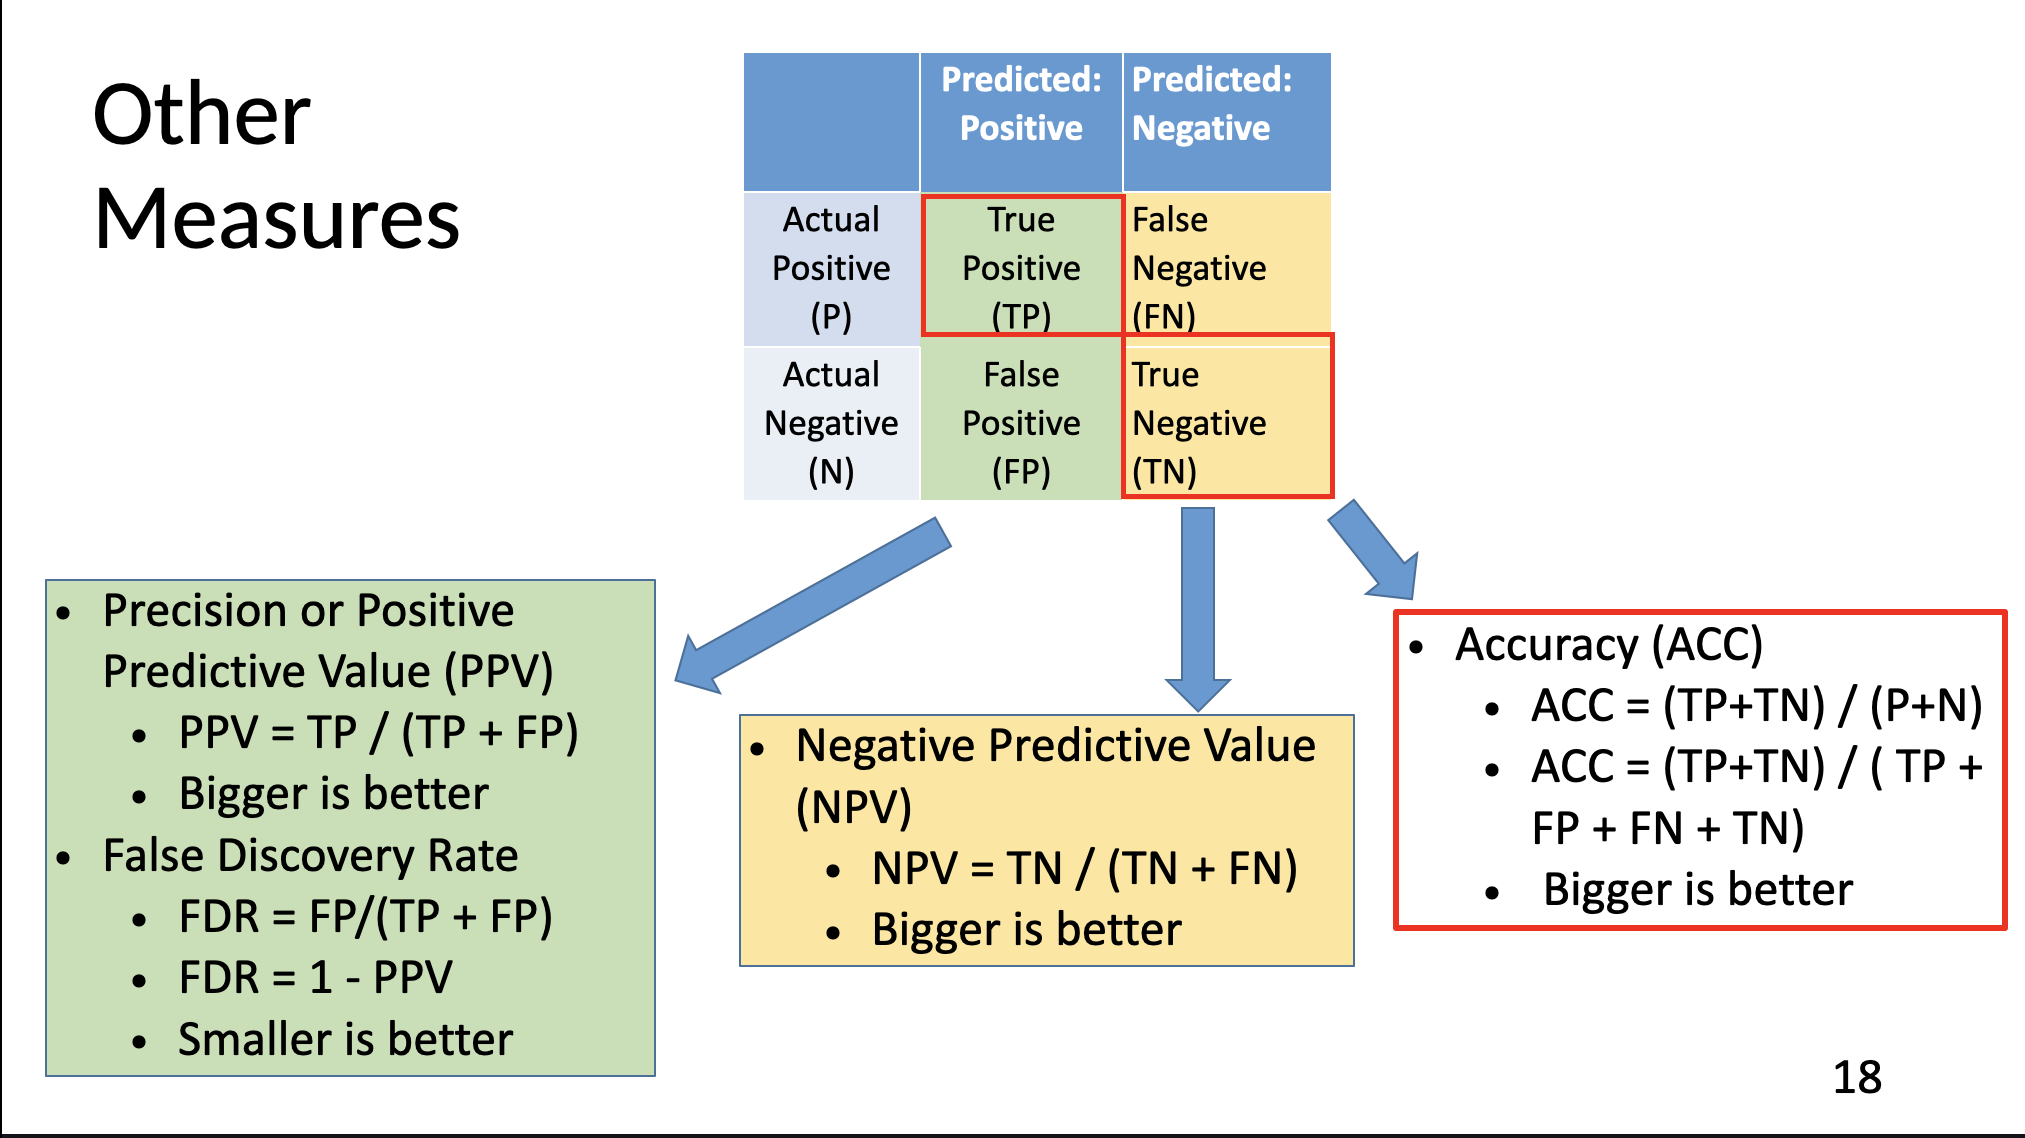 Other
Measures
Predicted:
Positive
Predicted:
Negative
Actual
Positive
(P)
True
Positive
(TP)
False
Negative
(FN)
Actual
Negative
(N)
False
Positive
(FP)
True
Negative
(TN)
• Precision or Positive
Predictive Value (PPV)
• PPV = TP / (TP + FP)
• Bigger is better
• False Discovery Rate
• FDR = FP/(TP + FP)
• FDR = 1 - PPV
• Smaller is better
• Negative Predictive Value
(NPV)
• NPV = TN / (TN + FN)
• Bigger is better
• Accuracy (ACC)
• ACC = (TP+TN) / (P+N)
• ACC = (TP+TN) / ( TP +
FP + FN + TN)
• Bigger is better
18